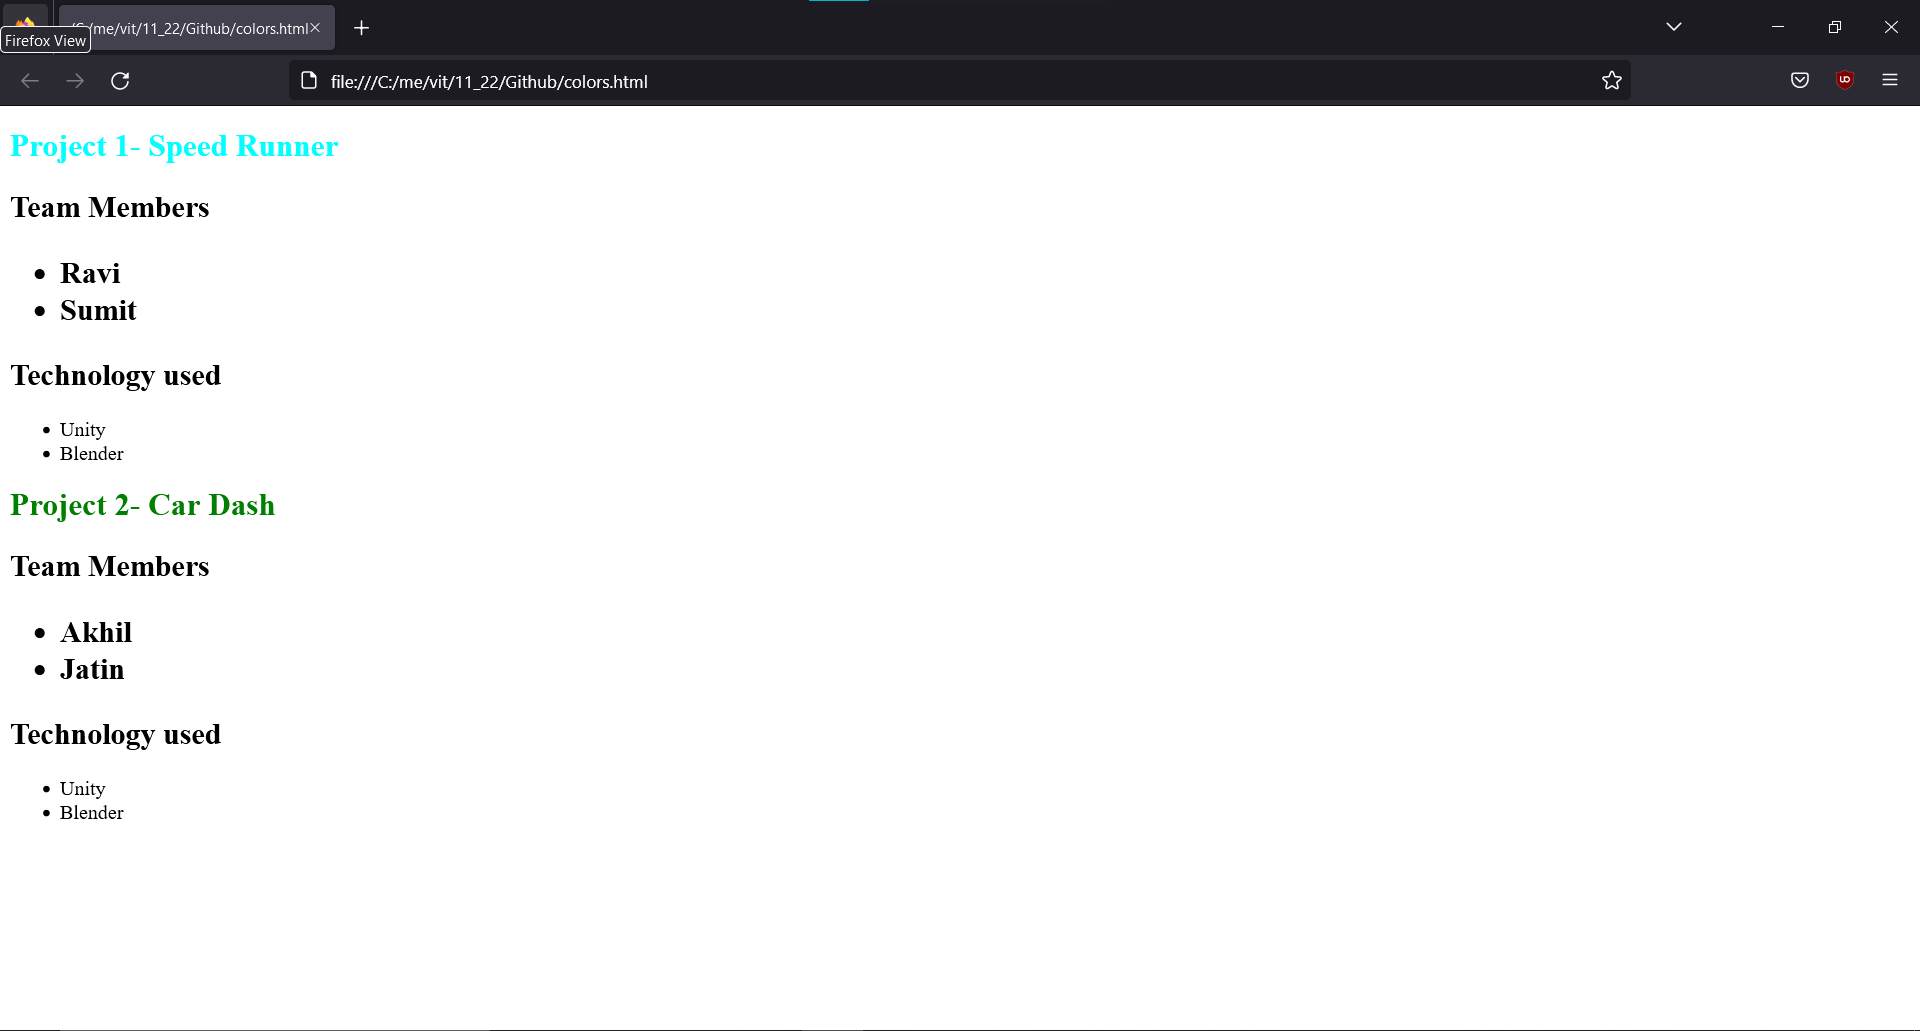 /C:/me/vit/11_22/Github/colors.html
Firefox View
file:///C:/me/vit/11_22/Github/colors.html
Project 1- Speed Runner
Team Members
Ravi
Sumit
Technology used
Unity
Blender
Project 2- Car Dash
Team Members
Akhil
Jatin
Technology used
Unity
Blender